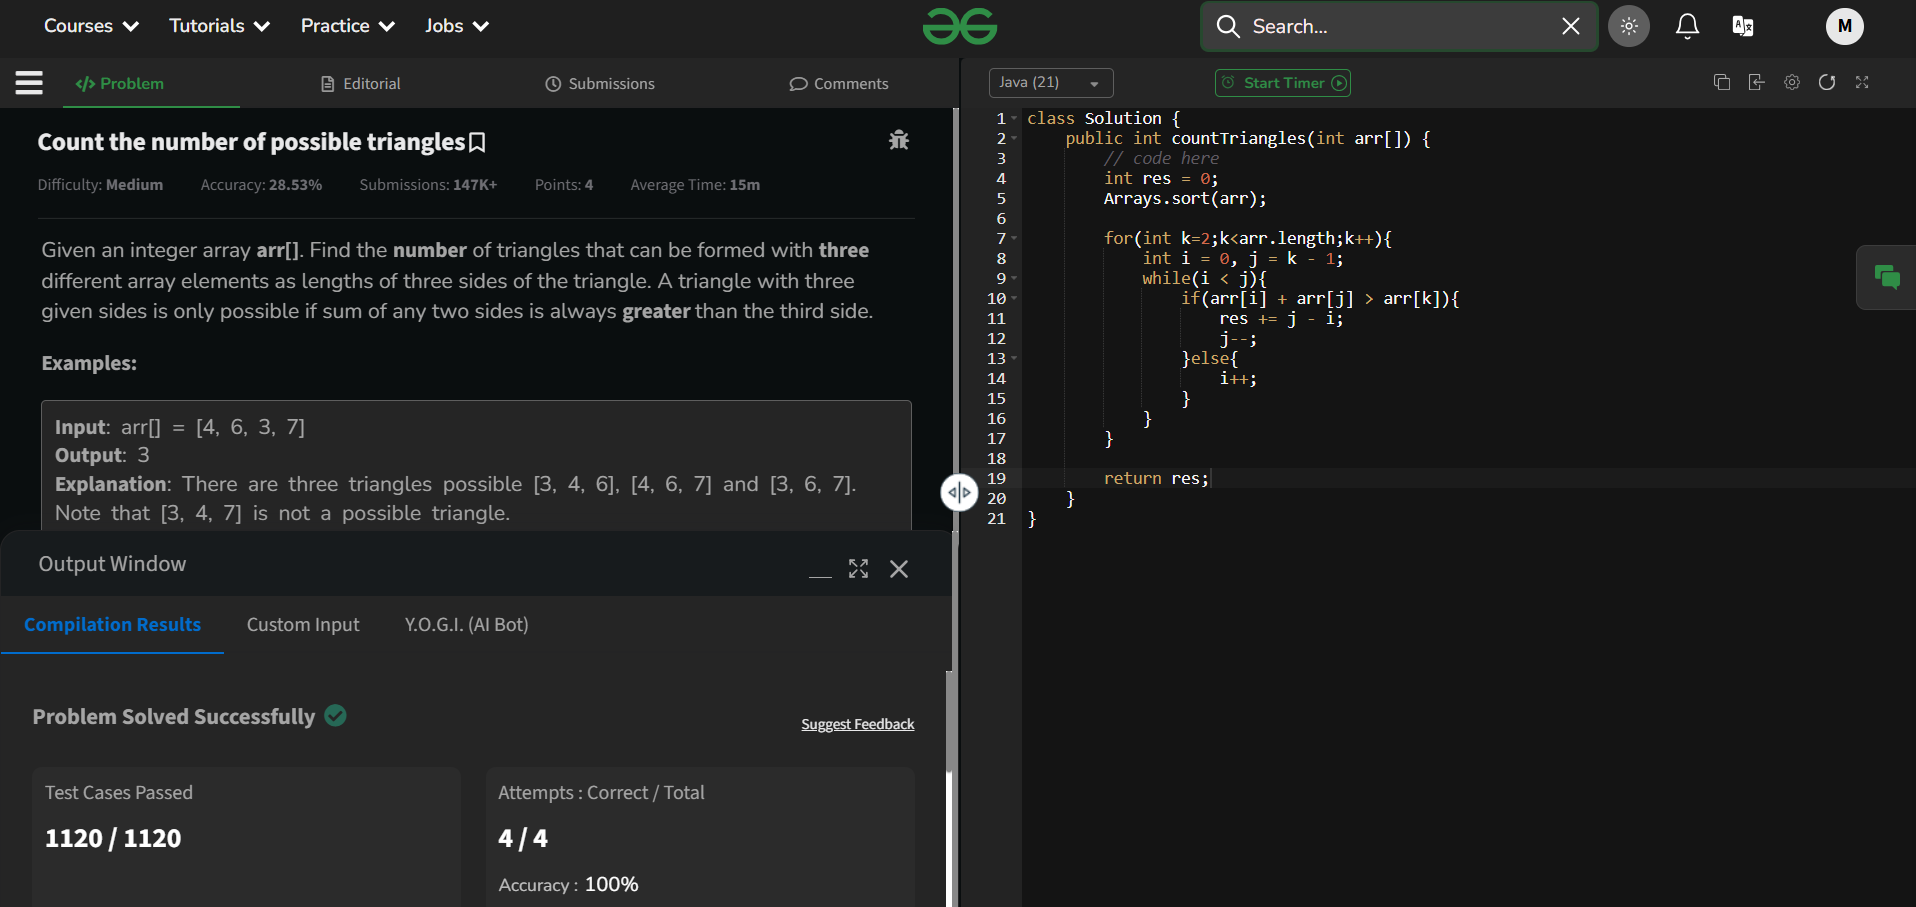 Courses Tutorials Practice Jobs Search... M
</> Problem Editorial Submissions Comments
Java (21) Start Timer
Count the number of possible triangles
Difficulty: Medium Accuracy: 28.53% Submissions: 147K+ Points: 4 Average Time: 15m
Given an integer array arr[]. Find the number of triangles that can be formed with three
different array elements as lengths of three sides of the triangle. A triangle with three
given sides is only possible if sum of any two sides is always greater than the third side.
Examples:
Input: arr[] = [4, 6, 3, 7]
Output: 3
Explanation: There are three triangles possible [3, 4, 6], [4, 6, 7] and [3, 6, 7].
Note that [3, 4, 7] is not a possible triangle.
Output Window
Compilation Results Custom Input Y.O.G.I. (AI Bot)
Problem Solved Successfully
Suggest Feedback
Test Cases Passed
1120 / 1120
Attempts : Correct / Total
4 / 4
Accuracy : 100%
1 class Solution {
2 public int countTriangles(int arr[]) {
3 // code here
4 int res = 0;
5 Arrays.sort(arr);
6
7 for(int k=2;k<arr.length;k++){
8 int i = 0, j = k - 1;
9 while(i < j){
10 if(arr[i] + arr[j] > arr[k]){
11 res += j - i;
12 j--;
13 }else{
14 i++;
15 }
16 }
17 }
18
19 return res;
20 }
21 }